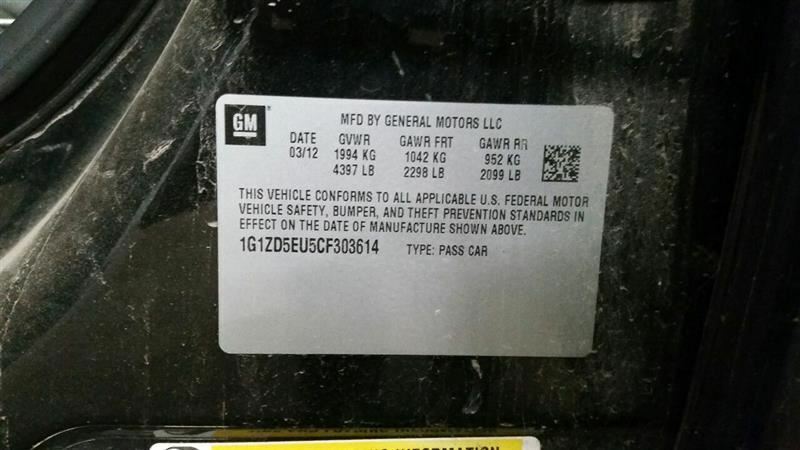 GM
MFD BY GENERAL MOTORS LLC
DATE GVWR GAWR FRT GAWR RR
03/12 1994 KG 1042 KG 952 KG
4397 LB 2298 LB 2099 LB
THIS VEHICLE CONFORMS TO ALL APPLICABLE U.S. FEDERAL MOTOR
VEHICLE SAFETY, BUMPER, AND THEFT PREVENTION STANDARDS IN
EFFECT ON THE DATE OF MANUFACTURE SHOWN ABOVE.
1G1ZD5EU5CF303614 TYPE: PASS CAR
INFORMATION